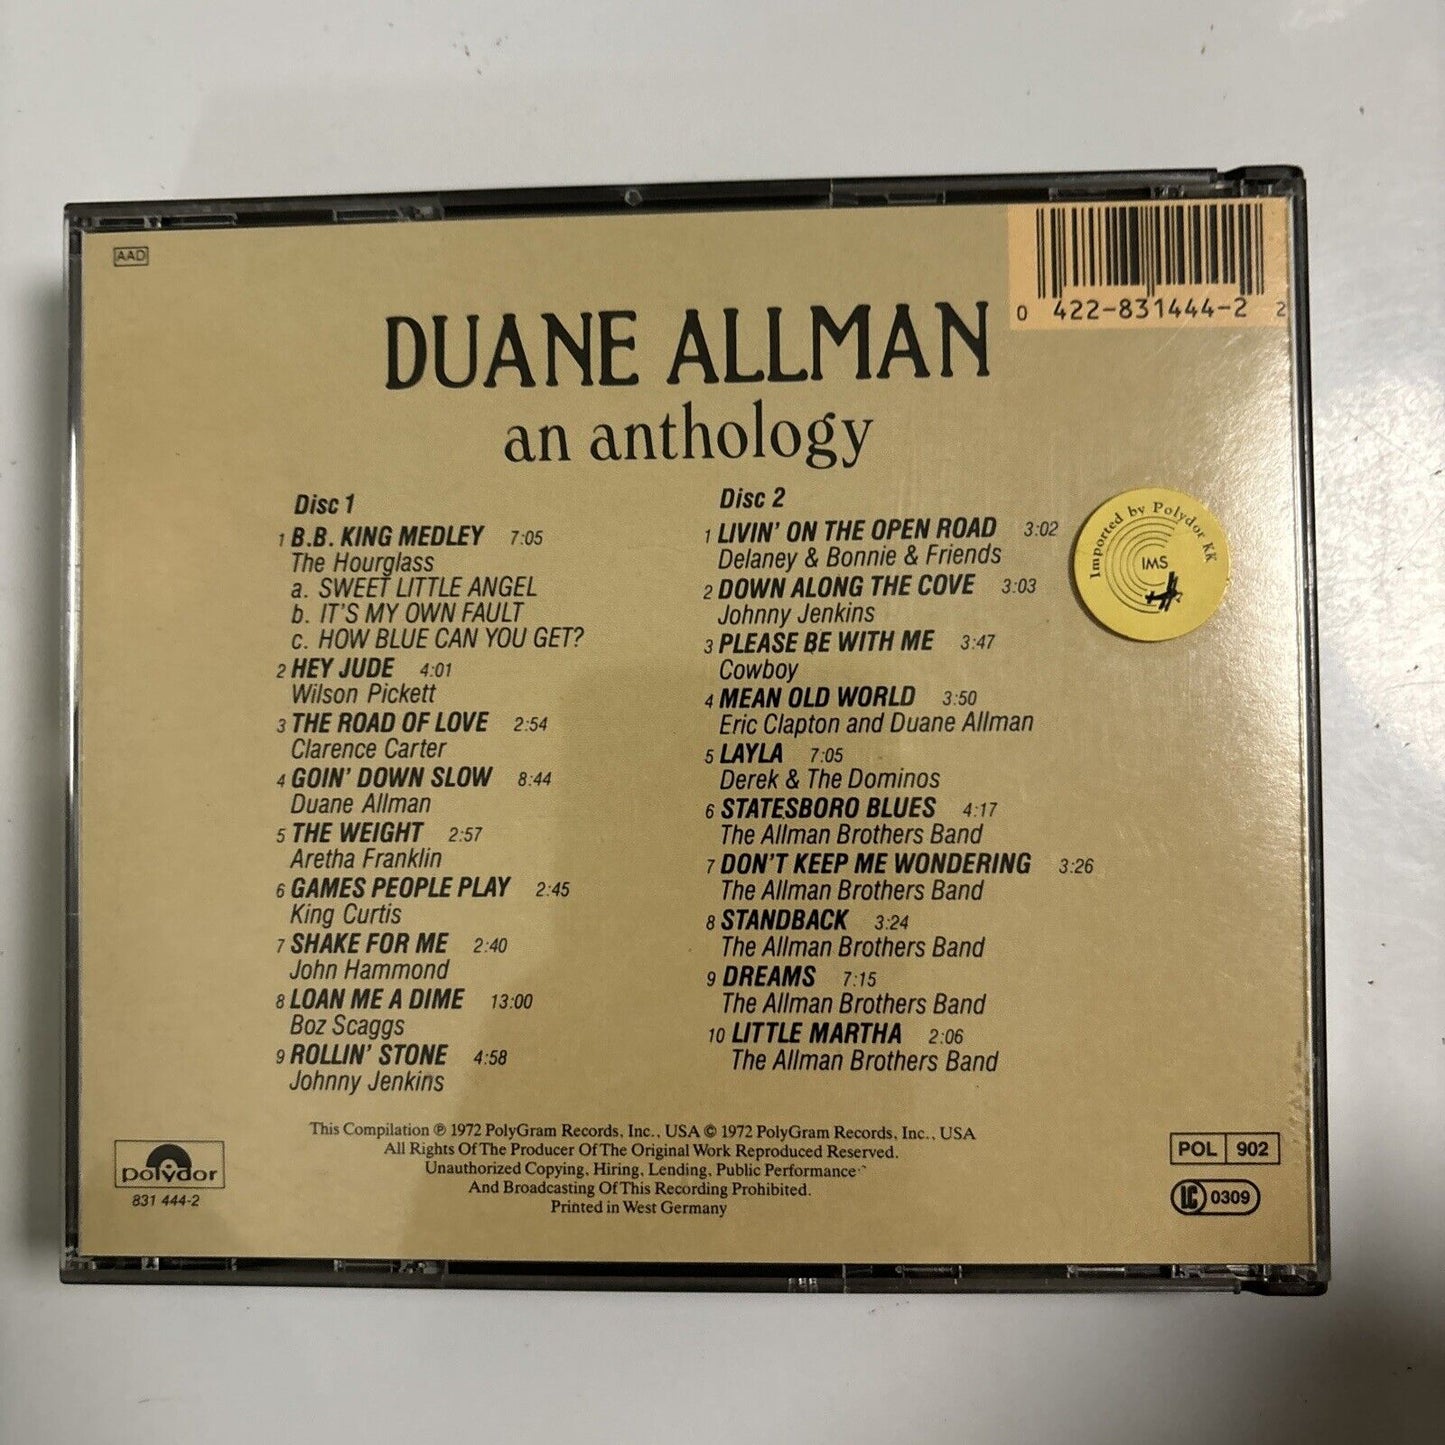 AAD
0 422-831444-2 2
DUANE ALLMAN
an anthology
Disc 1
1 B.B. KING MEDLEY 7:05
The Hourglass
a. SWEET LITTLE ANGEL
b. IT'S MY OWN FAULT
c. HOW BLUE CAN YOU GET?
2 HEY JUDE 4:01
Wilson Pickett
3 THE ROAD OF LOVE 2:54
Clarence Carter
4 GOIN' DOWN SLOW 8:44
Duane Allman
5 THE WEIGHT 2:57
Aretha Franklin
6 GAMES PEOPLE PLAY 2:45
King Curtis
7 SHAKE FOR ME 2:40
John Hammond
8 LOAN ME A DIME 13:00
Boz Scaggs
9 ROLLIN' STONE 4:58
Johnny Jenkins
Disc 2
1 LIVIN' ON THE OPEN ROAD 3:02
Delaney & Bonnie & Friends
2 DOWN ALONG THE COVE 3:03
Johnny Jenkins
3 PLEASE BE WITH ME 3:47
Cowboy
4 MEAN OLD WORLD 3:50
Eric Clapton and Duane Allman
5 LAYLA 7:05
Derek & The Dominos
6 STATESBORO BLUES 4:17
The Allman Brothers Band
7 DON'T KEEP ME WONDERING 3:26
The Allman Brothers Band
8 STANDBACK 3:24
The Allman Brothers Band
9 DREAMS 7:15
The Allman Brothers Band
10 LITTLE MARTHA 2:06
The Allman Brothers Band
Imported by Polydor KK
IMS
This Compilation ℗ 1972 PolyGram Records, Inc., USA © 1972 PolyGram Records, Inc., USA
All Rights Of The Producer Of The Original Work Reproduced Reserved.
Unauthorized Copying, Hiring, Lending, Public Performance
And Broadcasting Of This Recording Prohibited.
Printed in West Germany
polydor
831 444-2
POL 902
LC 0309